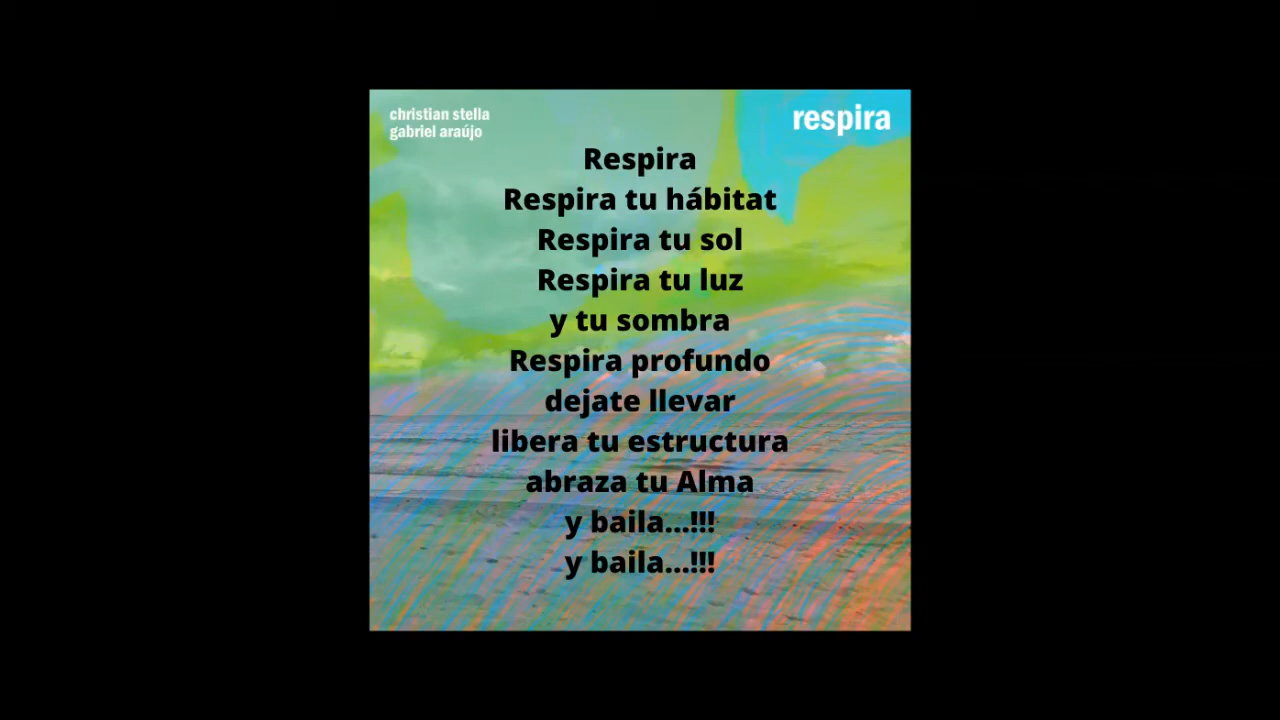 christian stella
gabriel araújo
respira
Respira
Respira tu hábitat
Respira tu sol
Respira tu luz
y tu sombra
Respira profundo
dejate llevar
libera tu estructura
abraza tu Alma
y baila...!!!
y baila...!!!